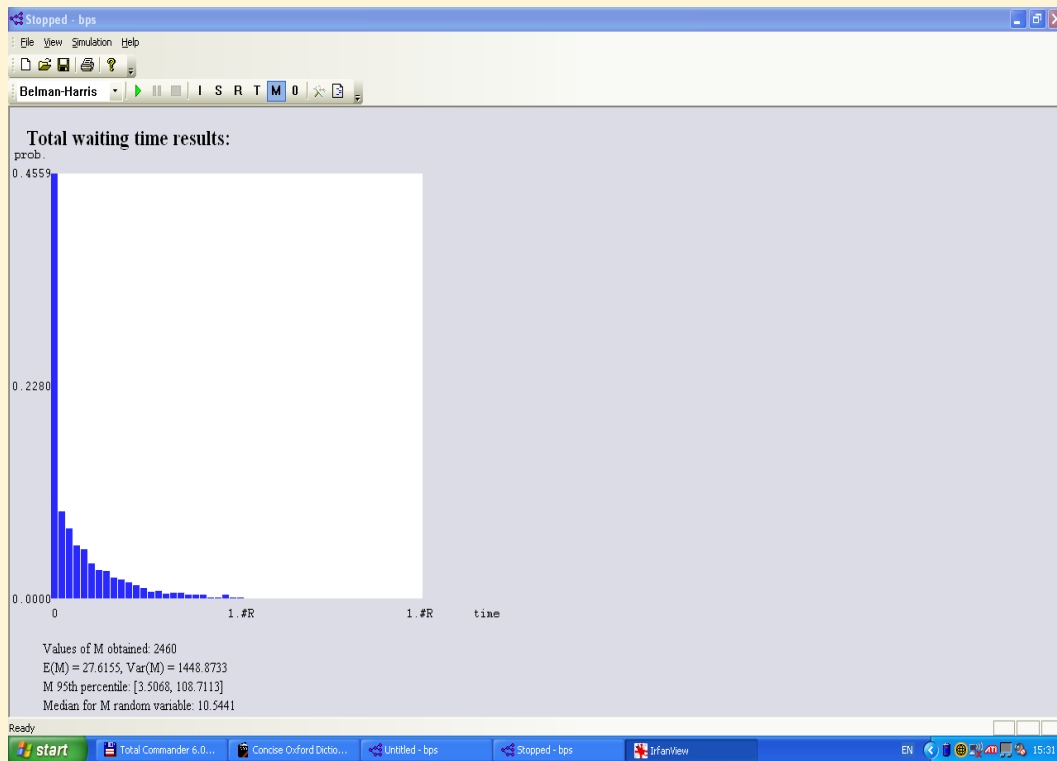 Stopped - bps
File View Simulation Help
Belman-Harris I S R T M 0
Total waiting time results:
prob.
0.4559
0.2280
0.0000
0 1.#R 1.#R time
Values of M obtained: 2460
E(M) = 27.6155, Var(M) = 1448.8733
M 95th percentile: [3.5068, 108.7113]
Median for M random variable: 10.5441
Ready
start Total Commander 6.0... Concise Oxford Dictio... Untitled - bps Stopped - bps IrfanView EN 15:31